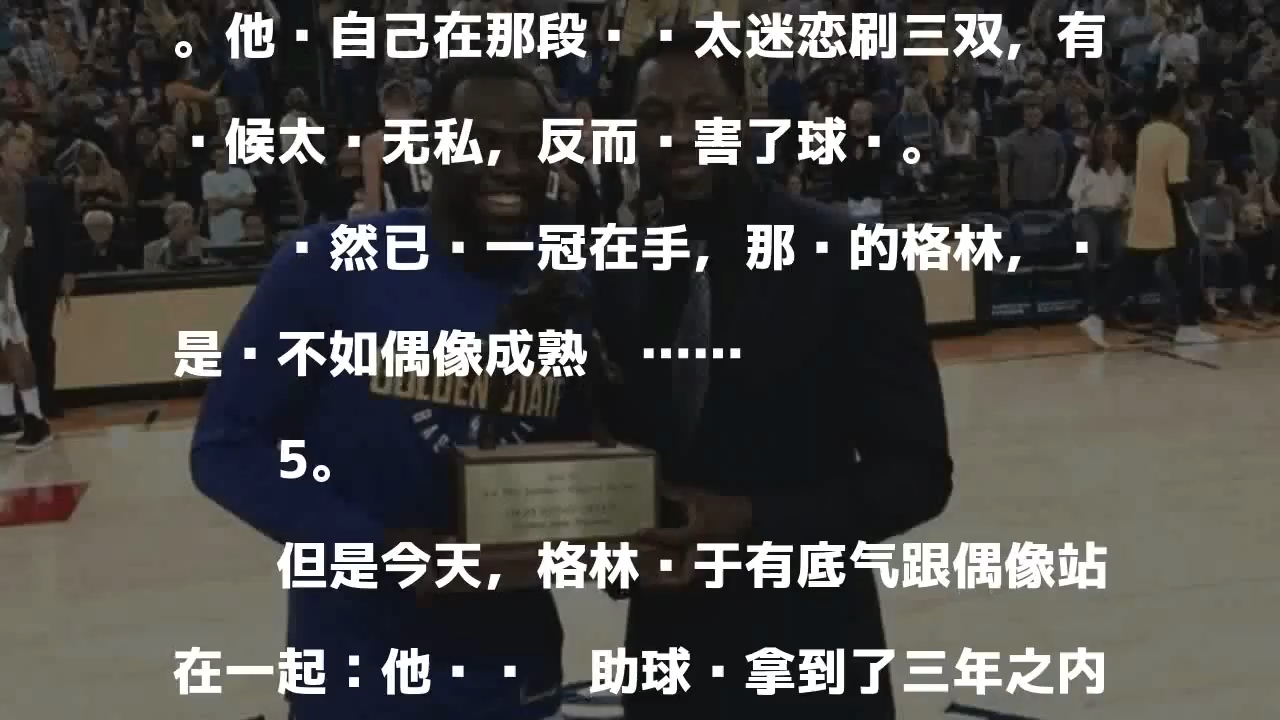 。他·自己在那段··太迷恋刷三双，有
·候太·无私，反而·害了球·。
·然已·一冠在手，那·的格林，·
是·不如偶像成熟 ······
5。
但是今天，格林·于有底气跟偶像站
在一起：他·· 助球·拿到了三年之内
GOLDEN STATE